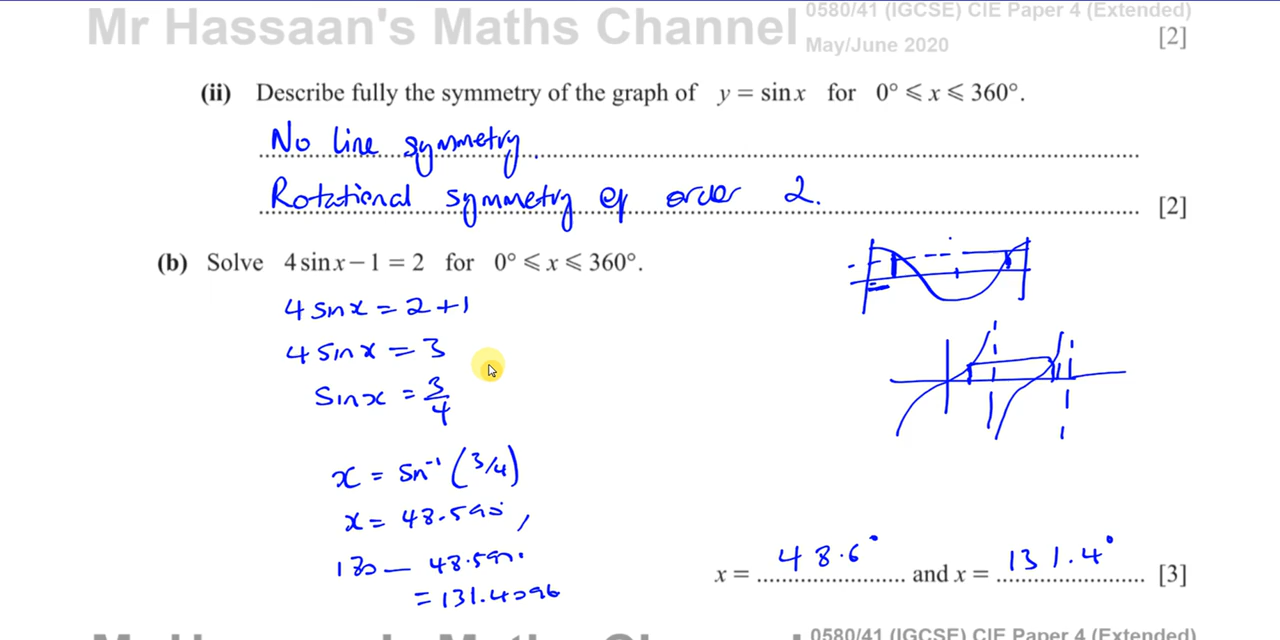 Mr Hassaan's Maths Channel
0580/41 (IGCSE) CIE Paper 4 (Extended)
May/June 2020
[2]
(ii) Describe fully the symmetry of the graph of y = sin x for 0° ⩽ x ⩽ 360°.
No line symmetry.
Rotational symmetry of order 2. [2]
(b) Solve 4 sin x − 1 = 2 for 0° ⩽ x ⩽ 360°.
4 sin x = 2 + 1
4 sin x = 3
sin x = 3/4
x = sin⁻¹ (3/4)
x = 48.590,
180 − 48.590.
= 131.4096
x = 48.6° and x = 131.4° [3]
0580/41 (IGCSE) CIE Paper 4 (Extended)